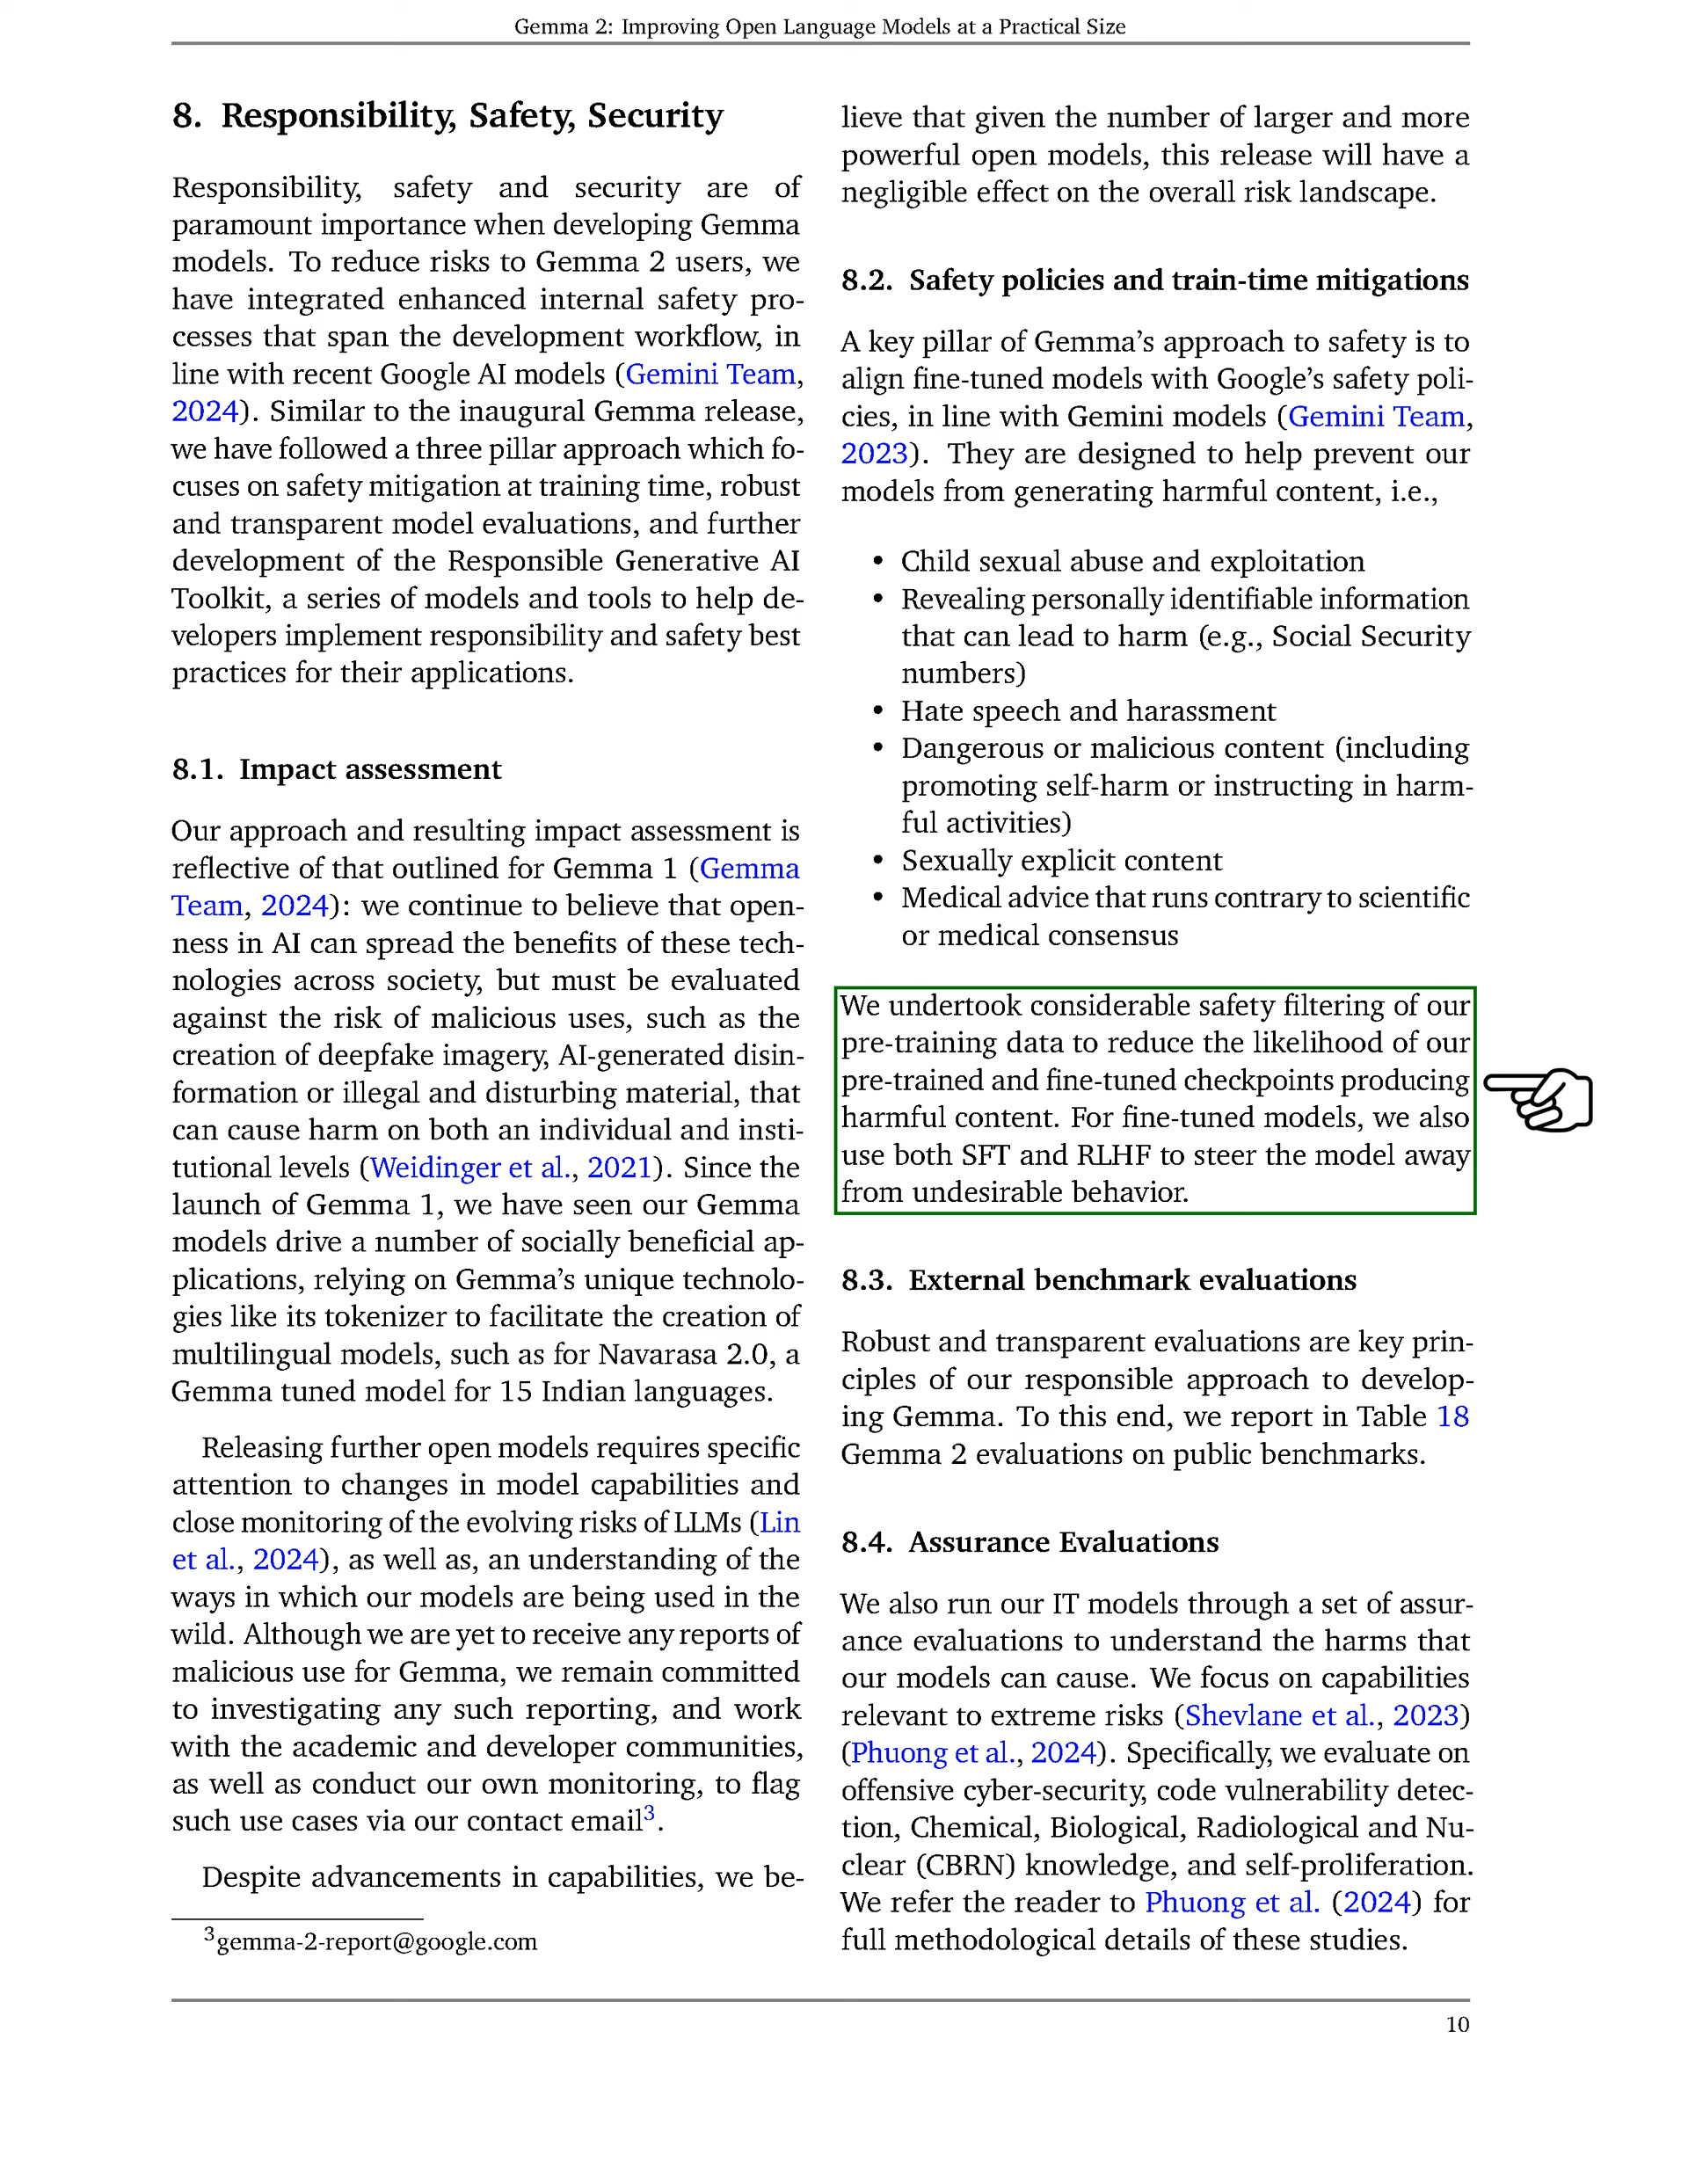 Gemma 2: Improving Open Language Models at a Practical Size
8. Responsibility, Safety, Security
Responsibility, safety and security are of
paramount importance when developing Gemma
models. To reduce risks to Gemma 2 users, we
have integrated enhanced internal safety pro-
cesses that span the development workflow, in
line with recent Google AI models (Gemini Team,
2024). Similar to the inaugural Gemma release,
we have followed a three pillar approach which fo-
cuses on safety mitigation at training time, robust
and transparent model evaluations, and further
development of the Responsible Generative AI
Toolkit, a series of models and tools to help de-
velopers implement responsibility and safety best
practices for their applications.
8.1. Impact assessment
Our approach and resulting impact assessment is
reflective of that outlined for Gemma 1 (Gemma
Team, 2024): we continue to believe that open-
ness in AI can spread the benefits of these tech-
nologies across society, but must be evaluated
against the risk of malicious uses, such as the
creation of deepfake imagery, AI-generated disin-
formation or illegal and disturbing material, that
can cause harm on both an individual and insti-
tutional levels (Weidinger et al., 2021). Since the
launch of Gemma 1, we have seen our Gemma
models drive a number of socially beneficial ap-
plications, relying on Gemma's unique technolo-
gies like its tokenizer to facilitate the creation of
multilingual models, such as for Navarasa 2.0, a
Gemma tuned model for 15 Indian languages.
Releasing further open models requires specific
attention to changes in model capabilities and
close monitoring of the evolving risks of LLMs (Lin
et al., 2024), as well as, an understanding of the
ways in which our models are being used in the
wild. Although we are yet to receive any reports of
malicious use for Gemma, we remain committed
to investigating any such reporting, and work
with the academic and developer communities,
as well as conduct our own monitoring, to flag
such use cases via our contact email3.
Despite advancements in capabilities, we be-
3gemma-2-report@google.com
lieve that given the number of larger and more
powerful open models, this release will have a
negligible effect on the overall risk landscape.
8.2. Safety policies and train-time mitigations
A key pillar of Gemma's approach to safety is to
align fine-tuned models with Google's safety poli-
cies, in line with Gemini models (Gemini Team,
2023). They are designed to help prevent our
models from generating harmful content, i.e.,
• Child sexual abuse and exploitation
• Revealing personally identifiable information
that can lead to harm (e.g., Social Security
numbers)
• Hate speech and harassment
• Dangerous or malicious content (including
promoting self-harm or instructing in harm-
ful activities)
• Sexually explicit content
• Medical advice that runs contrary to scientific
or medical consensus
We undertook considerable safety filtering of our
pre-training data to reduce the likelihood of our
pre-trained and fine-tuned checkpoints producing
harmful content. For fine-tuned models, we also
use both SFT and RLHF to steer the model away
from undesirable behavior.
8.3. External benchmark evaluations
Robust and transparent evaluations are key prin-
ciples of our responsible approach to develop-
ing Gemma. To this end, we report in Table 18
Gemma 2 evaluations on public benchmarks.
8.4. Assurance Evaluations
We also run our IT models through a set of assur-
ance evaluations to understand the harms that
our models can cause. We focus on capabilities
relevant to extreme risks (Shevlane et al., 2023)
(Phuong et al., 2024). Specifically, we evaluate on
offensive cyber-security, code vulnerability detec-
tion, Chemical, Biological, Radiological and Nu-
clear (CBRN) knowledge, and self-proliferation.
We refer the reader to Phuong et al. (2024) for
full methodological details of these studies.
10